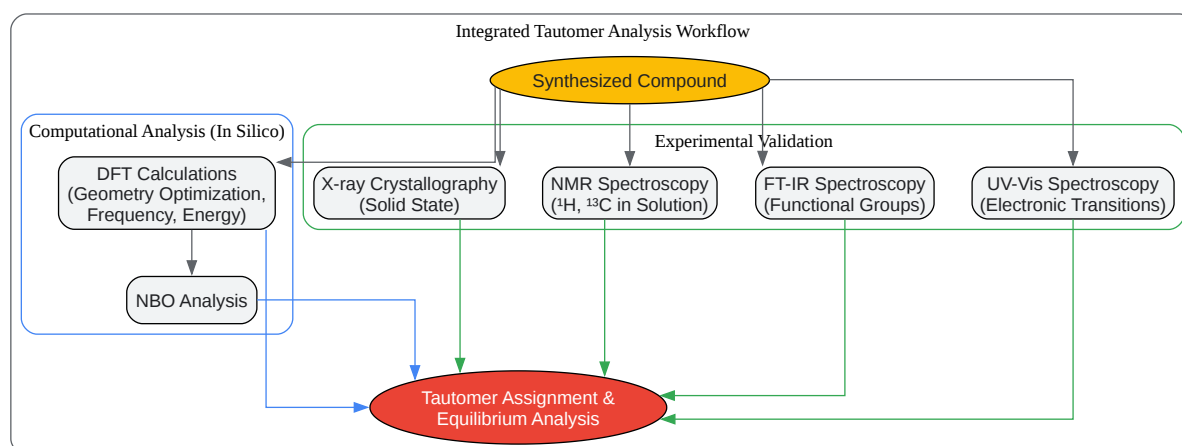 Integrated Tautomer Analysis Workflow
Synthesized Compound
Computational Analysis (In Silico)
DFT Calculations
(Geometry Optimization,
Frequency, Energy)
NBO Analysis
Experimental Validation
X-ray Crystallography
(Solid State)
NMR Spectroscopy
(¹H, ¹³C in Solution)
FT-IR Spectroscopy
(Functional Groups)
UV-Vis Spectroscopy
(Electronic Transitions)
Tautomer Assignment &
Equilibrium Analysis